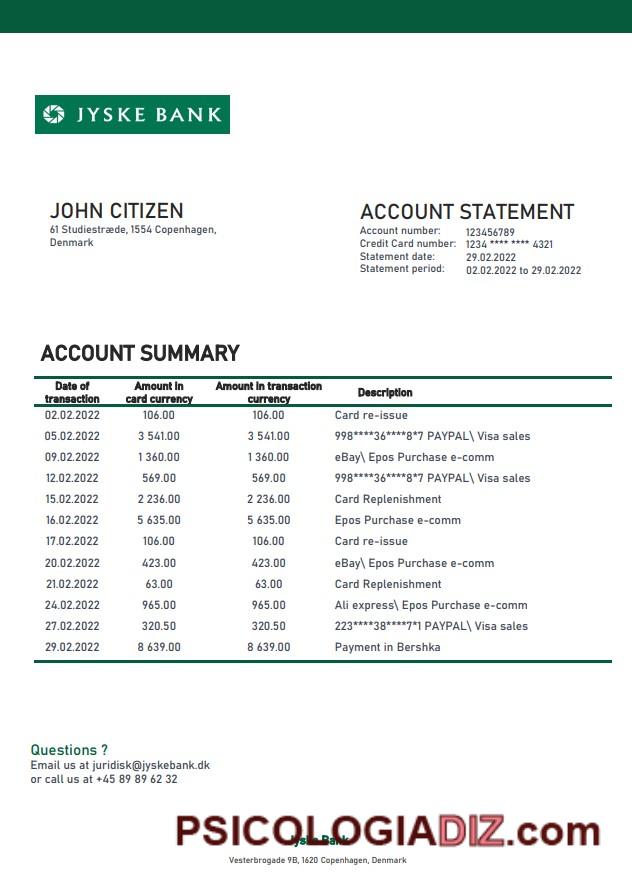 JYSKE BANK
JOHN CITIZEN
61 Studiestræde, 1554 Copenhagen,
Denmark
ACCOUNT STATEMENT
Account number: 123456789
Credit Card number: 1234 **** **** 4321
Statement date: 29.02.2022
Statement period: 02.02.2022 to 29.02.2022
ACCOUNT SUMMARY
Date of transaction Amount in card currency Amount in transaction currency Description
02.02.2022 106.00 106.00 Card re-issue
05.02.2022 3 541.00 3 541.00 998****36****8*7 PAYPAL\ Visa sales
09.02.2022 1 360.00 1 360.00 eBay\ Epos Purchase e-comm
12.02.2022 569.00 569.00 998****36****8*7 PAYPAL\ Visa sales
15.02.2022 2 236.00 2 236.00 Card Replenishment
16.02.2022 5 635.00 5 635.00 Epos Purchase e-comm
17.02.2022 106.00 106.00 Card re-issue
20.02.2022 423.00 423.00 eBay\ Epos Purchase e-comm
21.02.2022 63.00 63.00 Card Replenishment
24.02.2022 965.00 965.00 Ali express\ Epos Purchase e-comm
27.02.2022 320.50 320.50 223****38****7*1 PAYPAL\ Visa sales
29.02.2022 8 639.00 8 639.00 Payment in Bershka
Questions ?
Email us at juridisk@jyskebank.dk
or call us at +45 89 89 62 32
PSICOLOGIADIZ.com
Jyske Bank
Vesterbrogade 9B, 1620 Copenhagen, Denmark